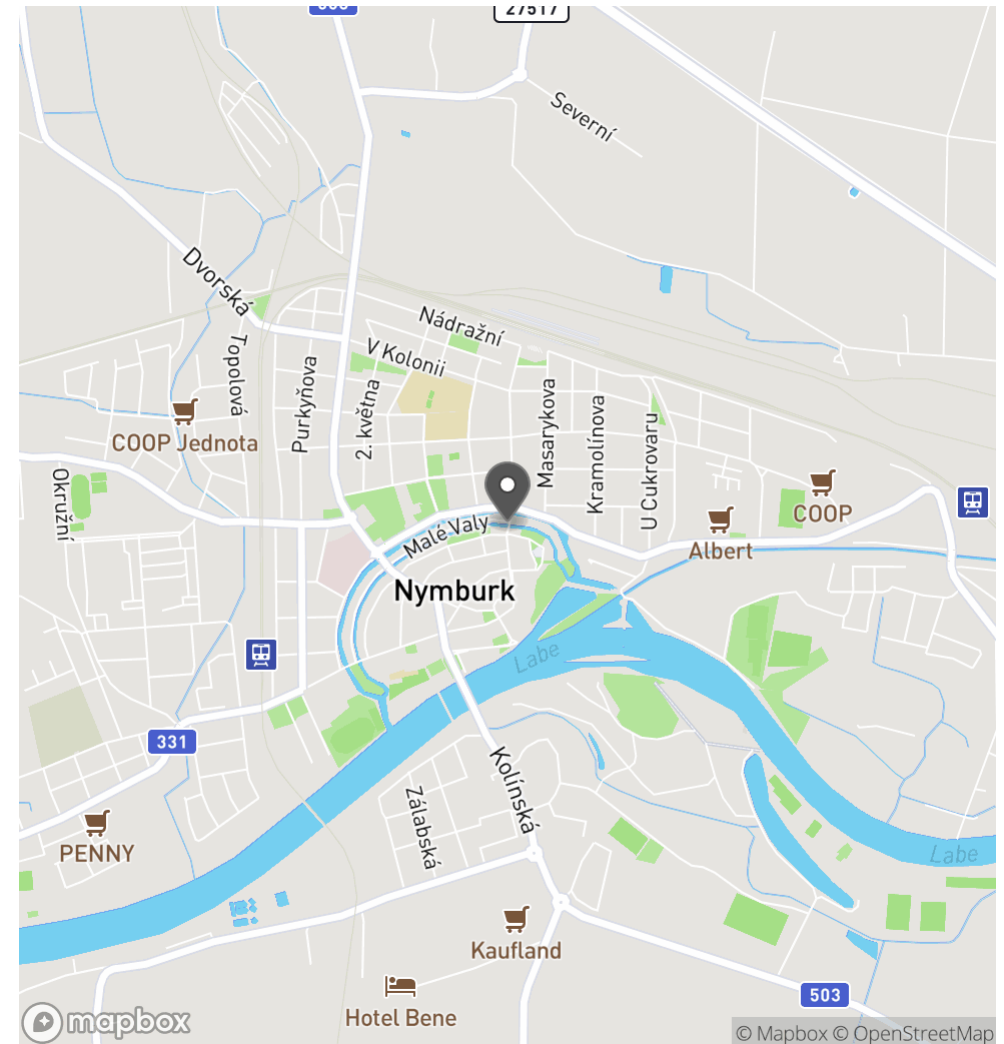 27517
Severní
Dvorská
Nádražní
V Kolonii
Topolová
Purkyňova
2. května
Masarykova
Kramolínova
U Cukrovaru
COOP Jednota
Okružní
COOP
Albert
Malé Valy
Nymburk
Labe
331
Kolínská
Zálabská
PENNY
Labe
Kaufland
503
Hotel Bene
mapbox
© Mapbox © OpenStreetMap